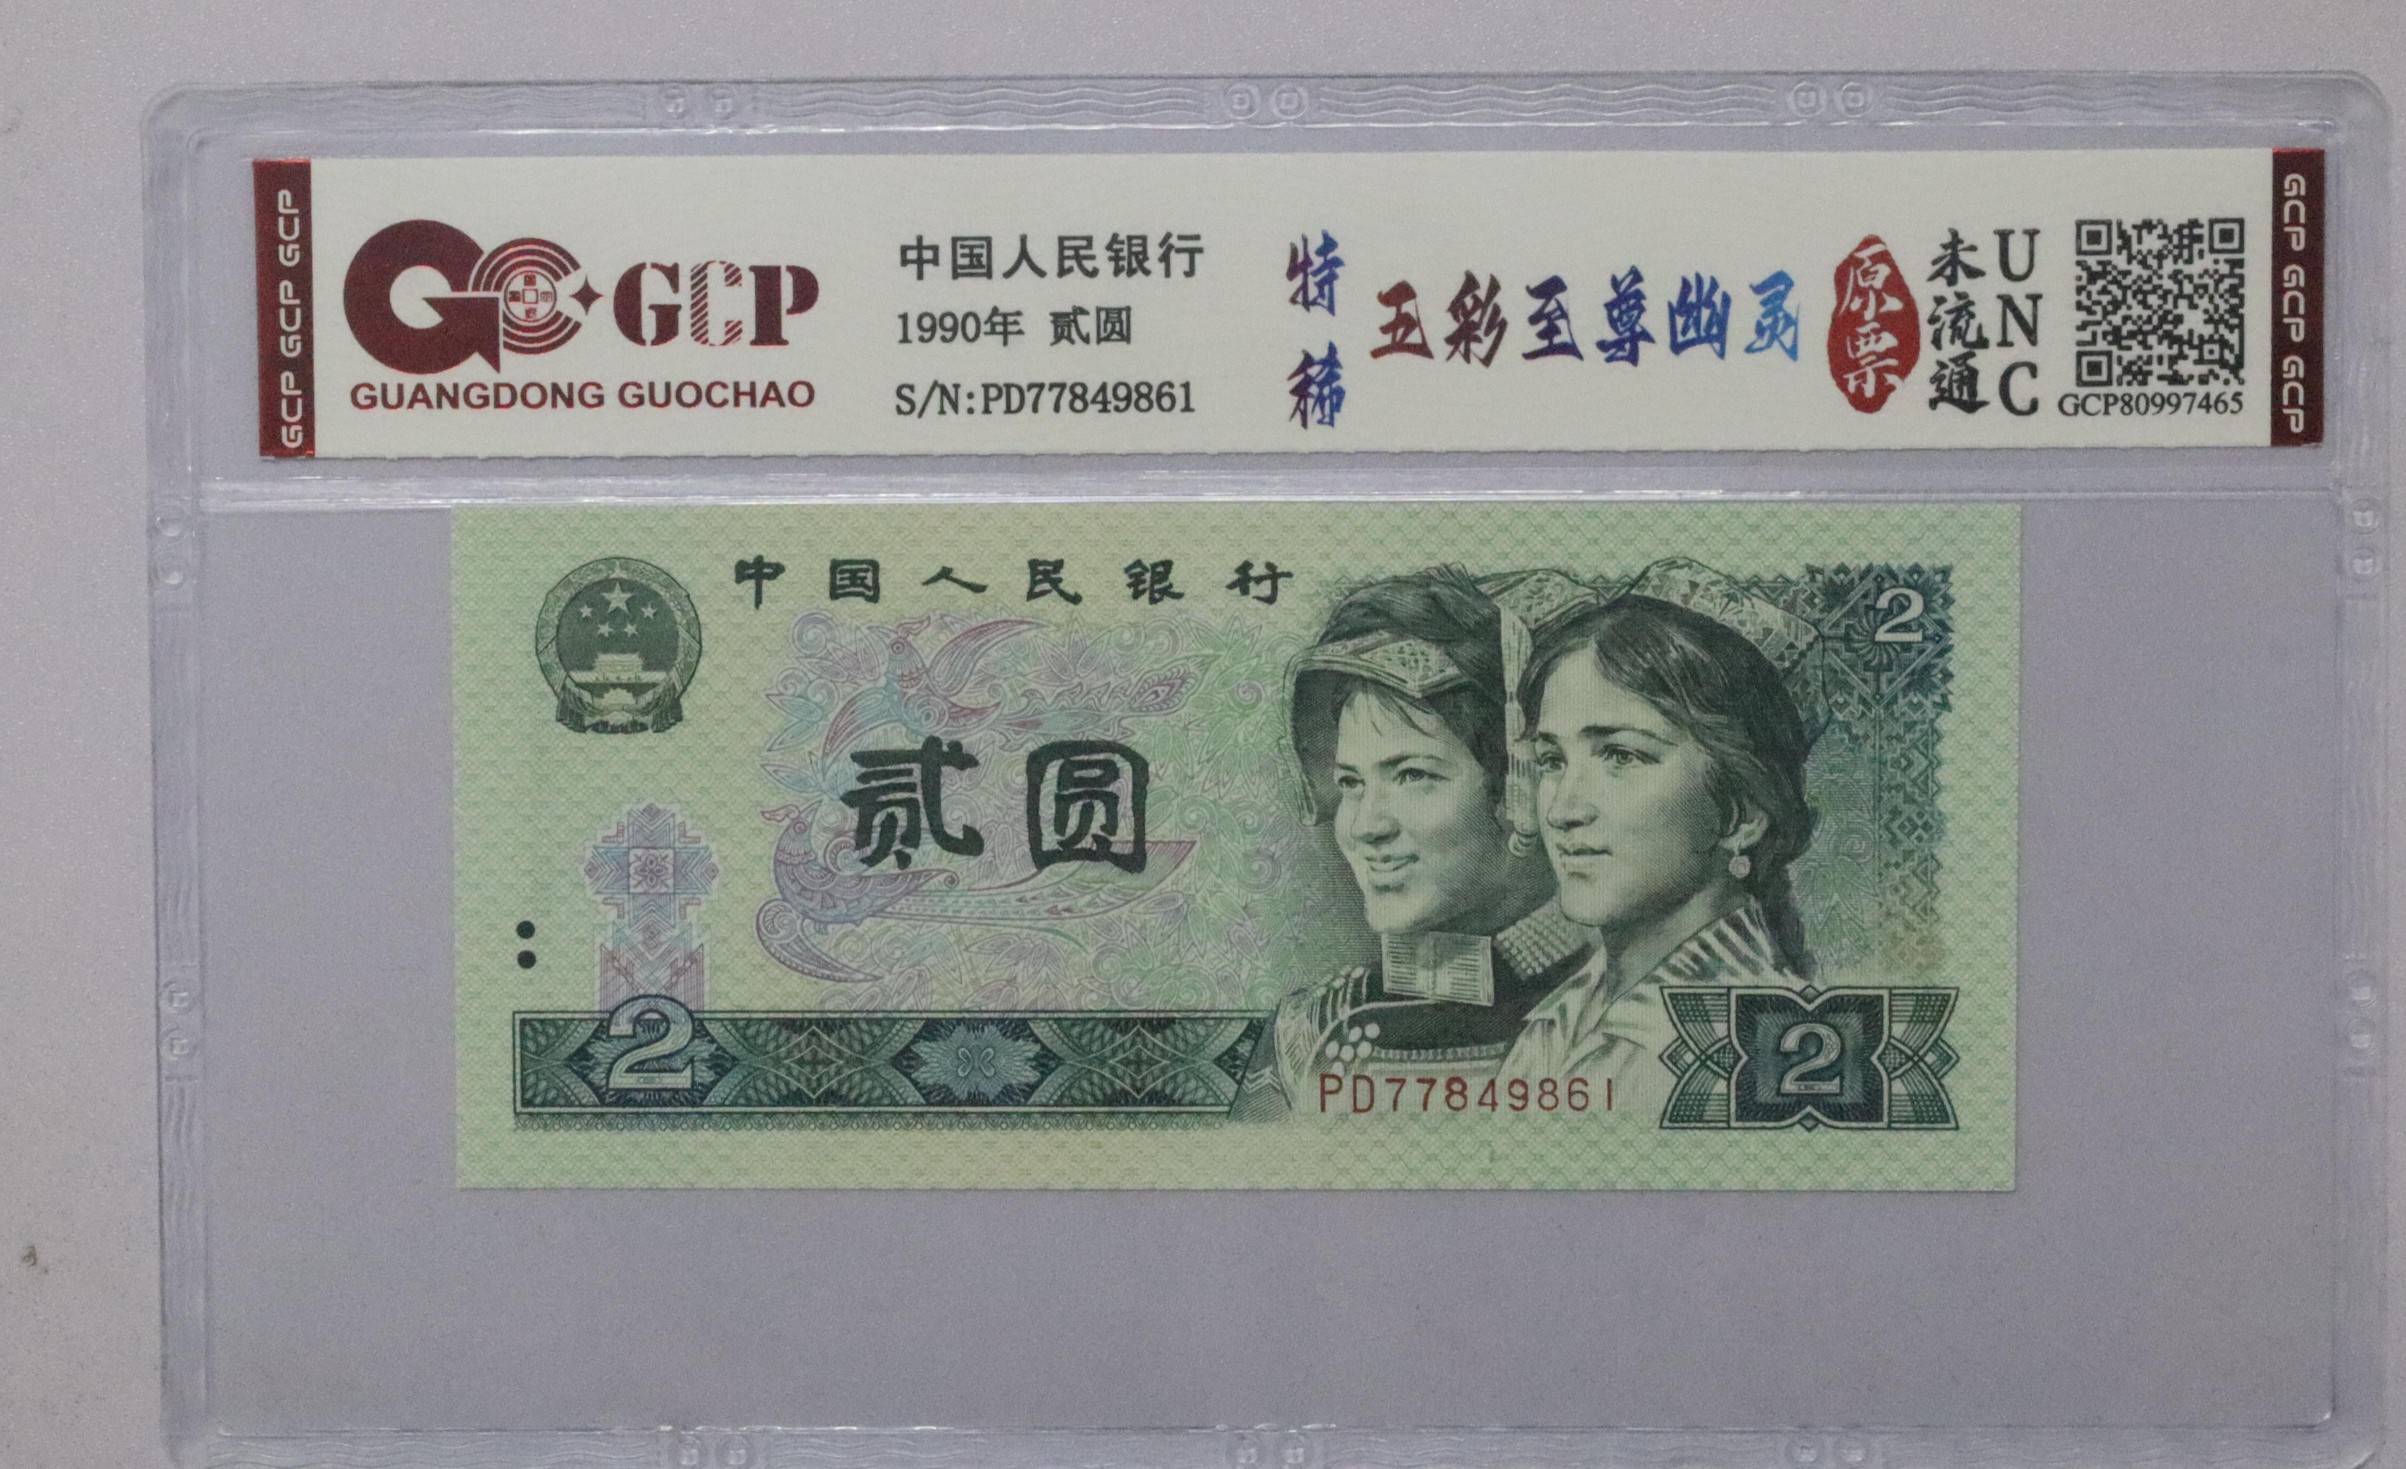 GCP GCP GCP
GCP
GUANGDONG GUOCHAO
中国人民银行
1990年 贰圆
S/N:PD77849861
特稀
五彩至尊幽灵
原票
未流通
UNC
GCP80997465
GCP GCP GCP
中国人民银行
2
贰圆
2
PD77849861
2